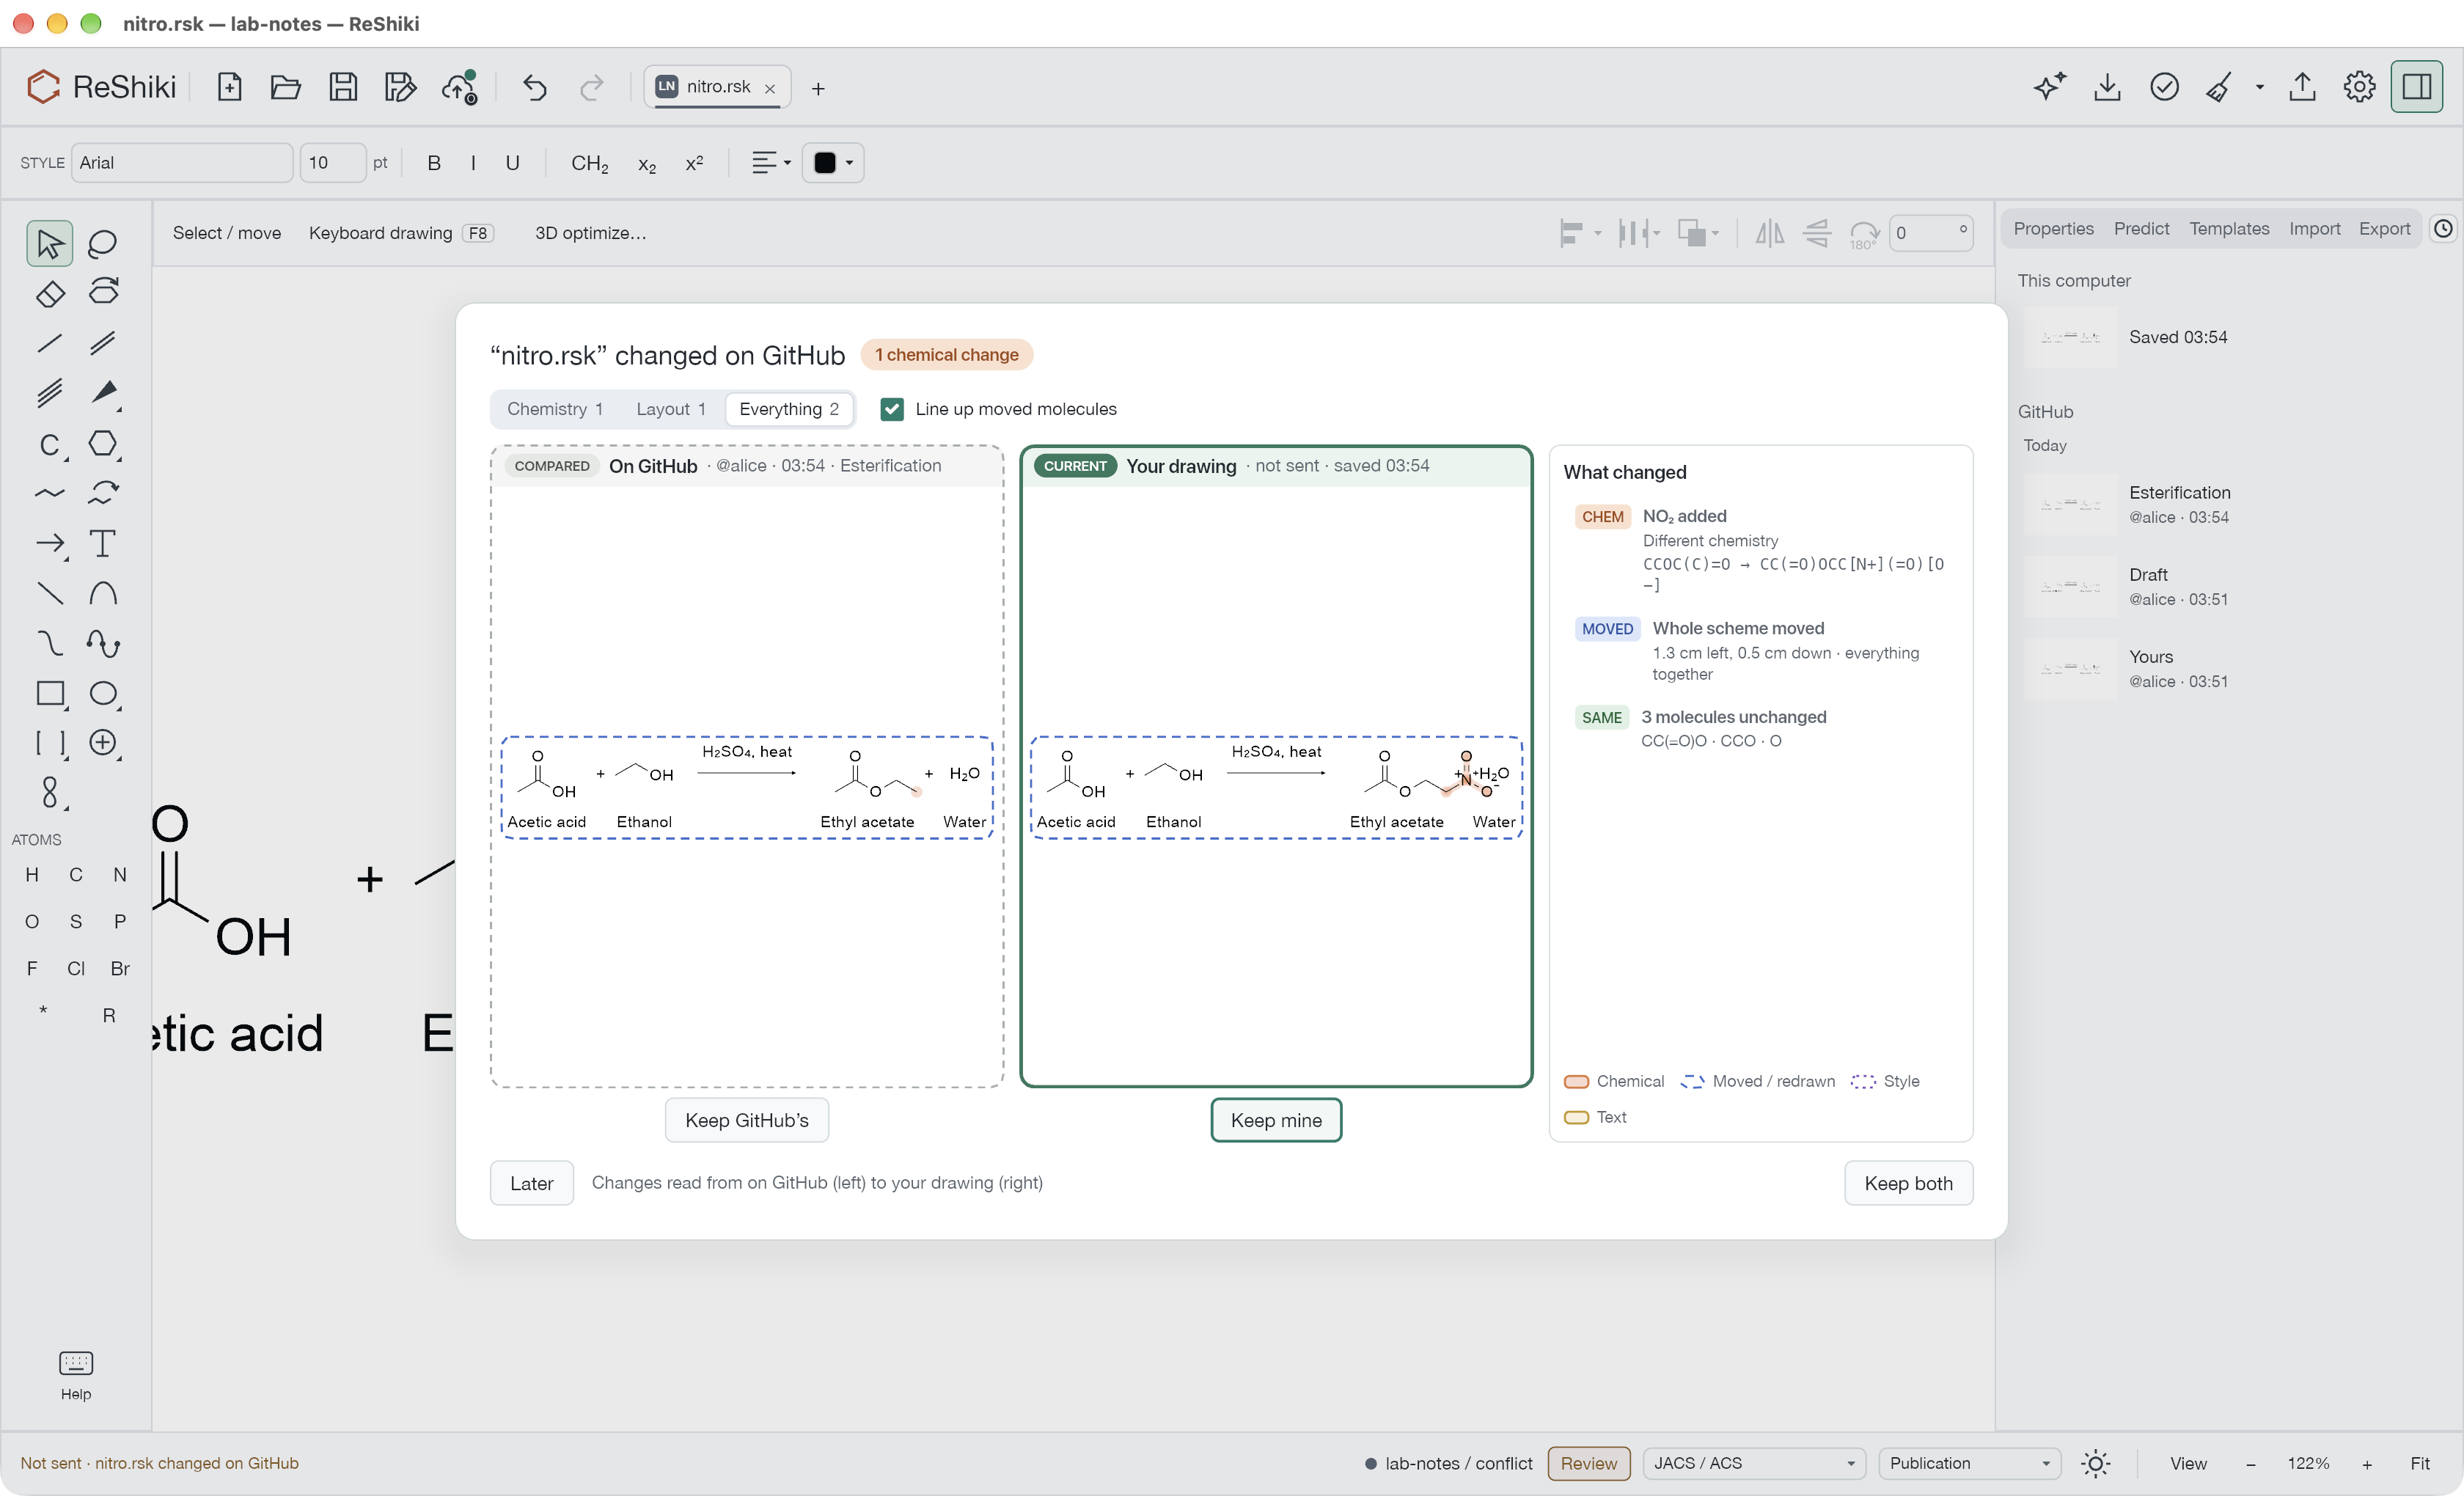 nitro.rsk — lab-notes — ReShiki
ReShiki
LN nitro.rsk × +
STYLE Arial 10 pt B I U CH₂ x₂ x²
Select / move Keyboard drawing F8 3D optimize… 180° 0 °
Properties Predict Templates Import Export
This computer
Saved 03:54
GitHub
Today
Esterification
@alice · 03:54
Draft
@alice · 03:51
Yours
@alice · 03:51
C
T
ATOMS
H C N
O S P
F Cl Br
* R
Help
O
OH
+
etic acid E
“nitro.rsk” changed on GitHub 1 chemical change
Chemistry 1 Layout 1 Everything 2 Line up moved molecules
COMPARED On GitHub · @alice · 03:54 · Esterification
O
OH
+
OH
H₂SO₄, heat
O
O
+
H₂O
Acetic acid Ethanol Ethyl acetate Water
Keep GitHub’s
CURRENT Your drawing · not sent · saved 03:54
O
OH
+
OH
H₂SO₄, heat
O
O
+
O
N⁺
O⁻
H₂O
Acetic acid Ethanol Ethyl acetate Water
Keep mine
What changed
CHEM NO₂ added
Different chemistry
CCOC(C)=O → CC(=O)OCC[N+](=O)[O
−]
MOVED Whole scheme moved
1.3 cm left, 0.5 cm down · everything
together
SAME 3 molecules unchanged
CC(=O)O · CCO · O
Chemical Moved / redrawn Style
Text
Later Changes read from on GitHub (left) to your drawing (right) Keep both
Not sent · nitro.rsk changed on GitHub lab-notes / conflict Review JACS / ACS Publication View − 122% + Fit